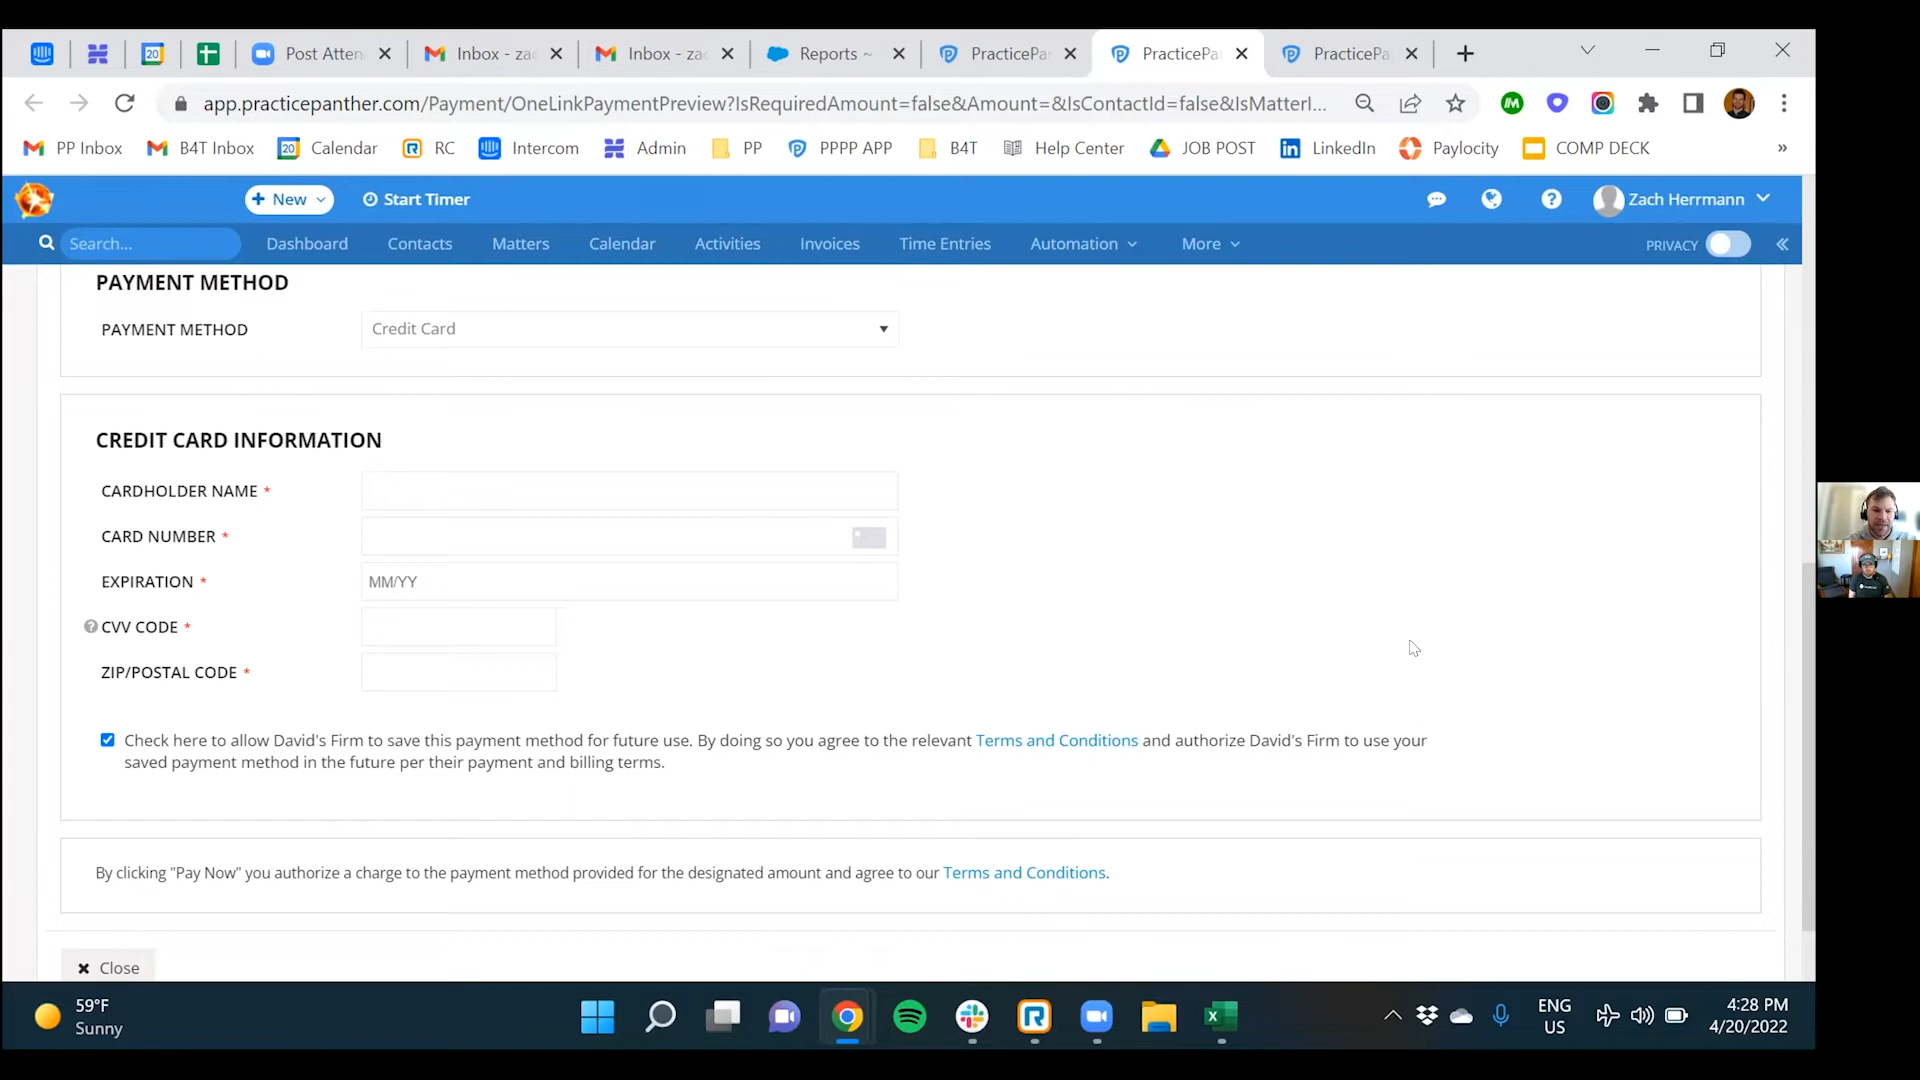 20
Post Atten
Inbox - za
Inbox - za
Reports ~
PracticePa
PracticePa
PracticePa
app.practicepanther.com/Payment/OneLinkPaymentPreview?IsRequiredAmount=false&Amount=&IsContactId=false&IsMatterI...
PP Inbox
B4T Inbox
20
Calendar
RC
Intercom
Admin
PP
PPPP APP
B4T
Help Center
JOB POST
LinkedIn
Paylocity
COMP DECK
»
+ New
Start Timer
Zach Herrmann
Search...
Dashboard
Contacts
Matters
Calendar
Activities
Invoices
Time Entries
Automation
More
PRIVACY
PAYMENT METHOD
PAYMENT METHOD
Credit Card
CREDIT CARD INFORMATION
CARDHOLDER NAME *
CARD NUMBER *
EXPIRATION *
MM/YY
CVV CODE *
ZIP/POSTAL CODE *
Check here to allow David's Firm to save this payment method for future use. By doing so you agree to the relevant Terms and Conditions and authorize David's Firm to use your
saved payment method in the future per their payment and billing terms.
By clicking "Pay Now" you authorize a charge to the payment method provided for the designated amount and agree to our Terms and Conditions.
Close
59°F
Sunny
ENG
US
4:28 PM
4/20/2022